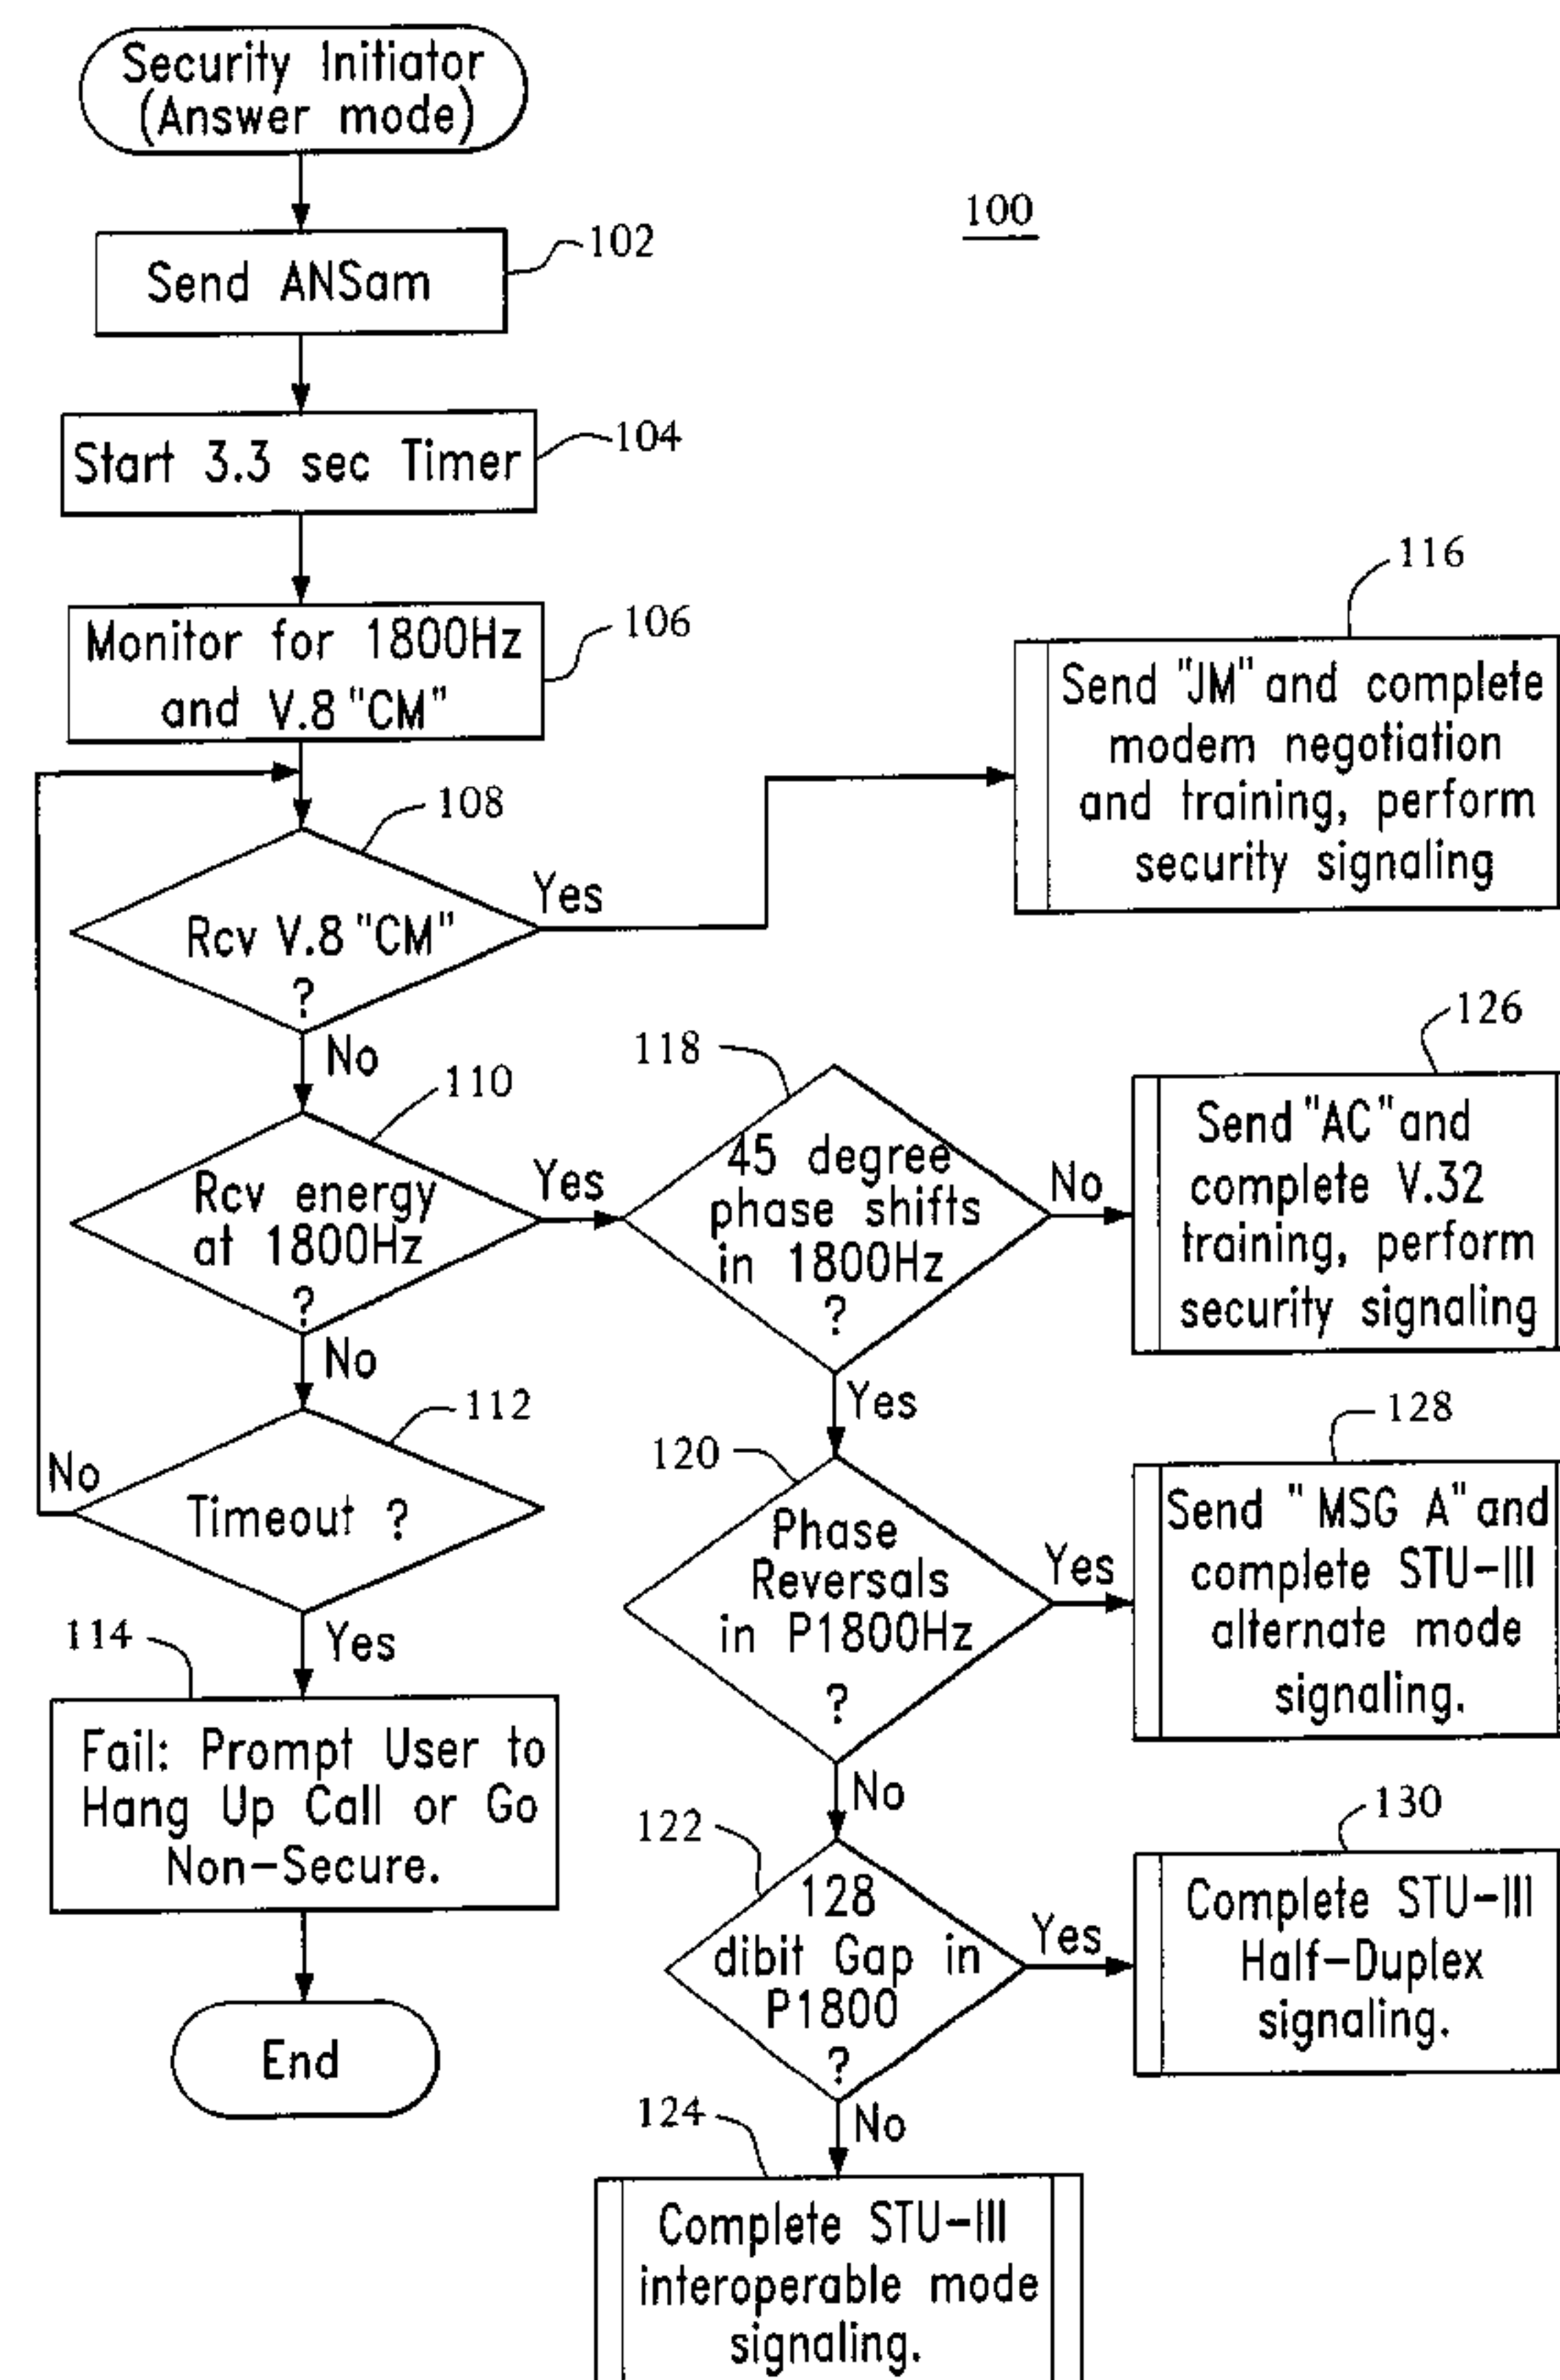 Security Initiator
(Answer mode)
100
102
Send ANSam
104
Start 3.3 sec Timer
106
Monitor for 1800Hz
and V.8 "CM"
116
Send "JM" and complete
modem negotiation
and training, perform
security signaling
108
Rcv V.8 "CM"
?
Yes
No
110
Rcv energy
at 1800Hz
?
Yes
No
118
45 degree
phase shifts
in 1800Hz
?
No
Yes
126
Send "AC" and
complete V.32
training, perform
security signaling
112
Timeout ?
No
Yes
120
Phase
Reversals
in P1800Hz
?
Yes
No
128
Send " MSG A" and
complete STU-III
alternate mode
signaling.
114
Fail: Prompt User to
Hang Up Call or Go
Non-Secure.
End
122
128
dibit Gap in
P1800
?
Yes
No
130
Complete STU-III
Half-Duplex
signaling.
124
Complete STU-III
interoperable mode
signaling.